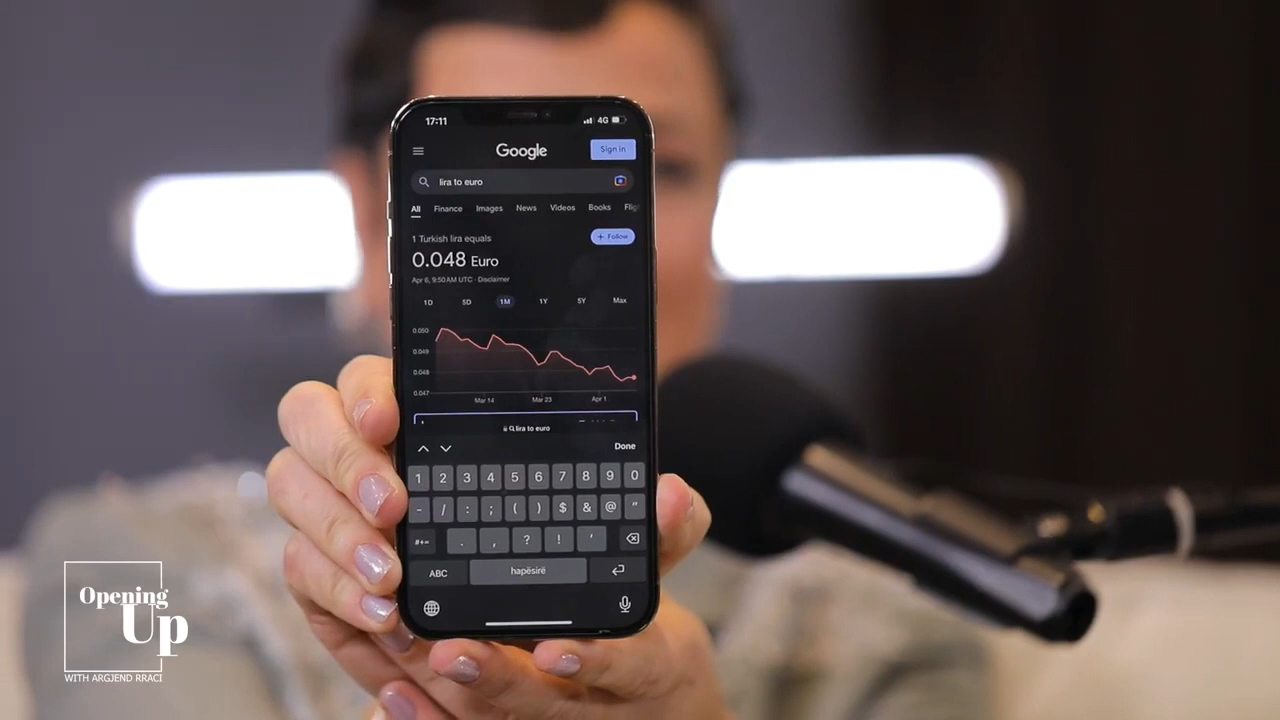 17:11 4G
Google Sign in
lira to euro
All Finance Images News Videos Books
1 Turkish lira equals + Follow
0.048 Euro
Apr 6, 9:50 AM UTC · Disclaimer
1D 5D 1M 1Y 5Y Max
0.050
0.049
0.048
0.047
Mar 14 Mar 23 Apr 1
lira to euro
Done
1 2 3 4 5 6 7 8 9 0
- / : ; ( ) $ & @ "
#+= . , ? ! '
ABC hapësirë
Opening
Up
WITH ARGJEND RRACI